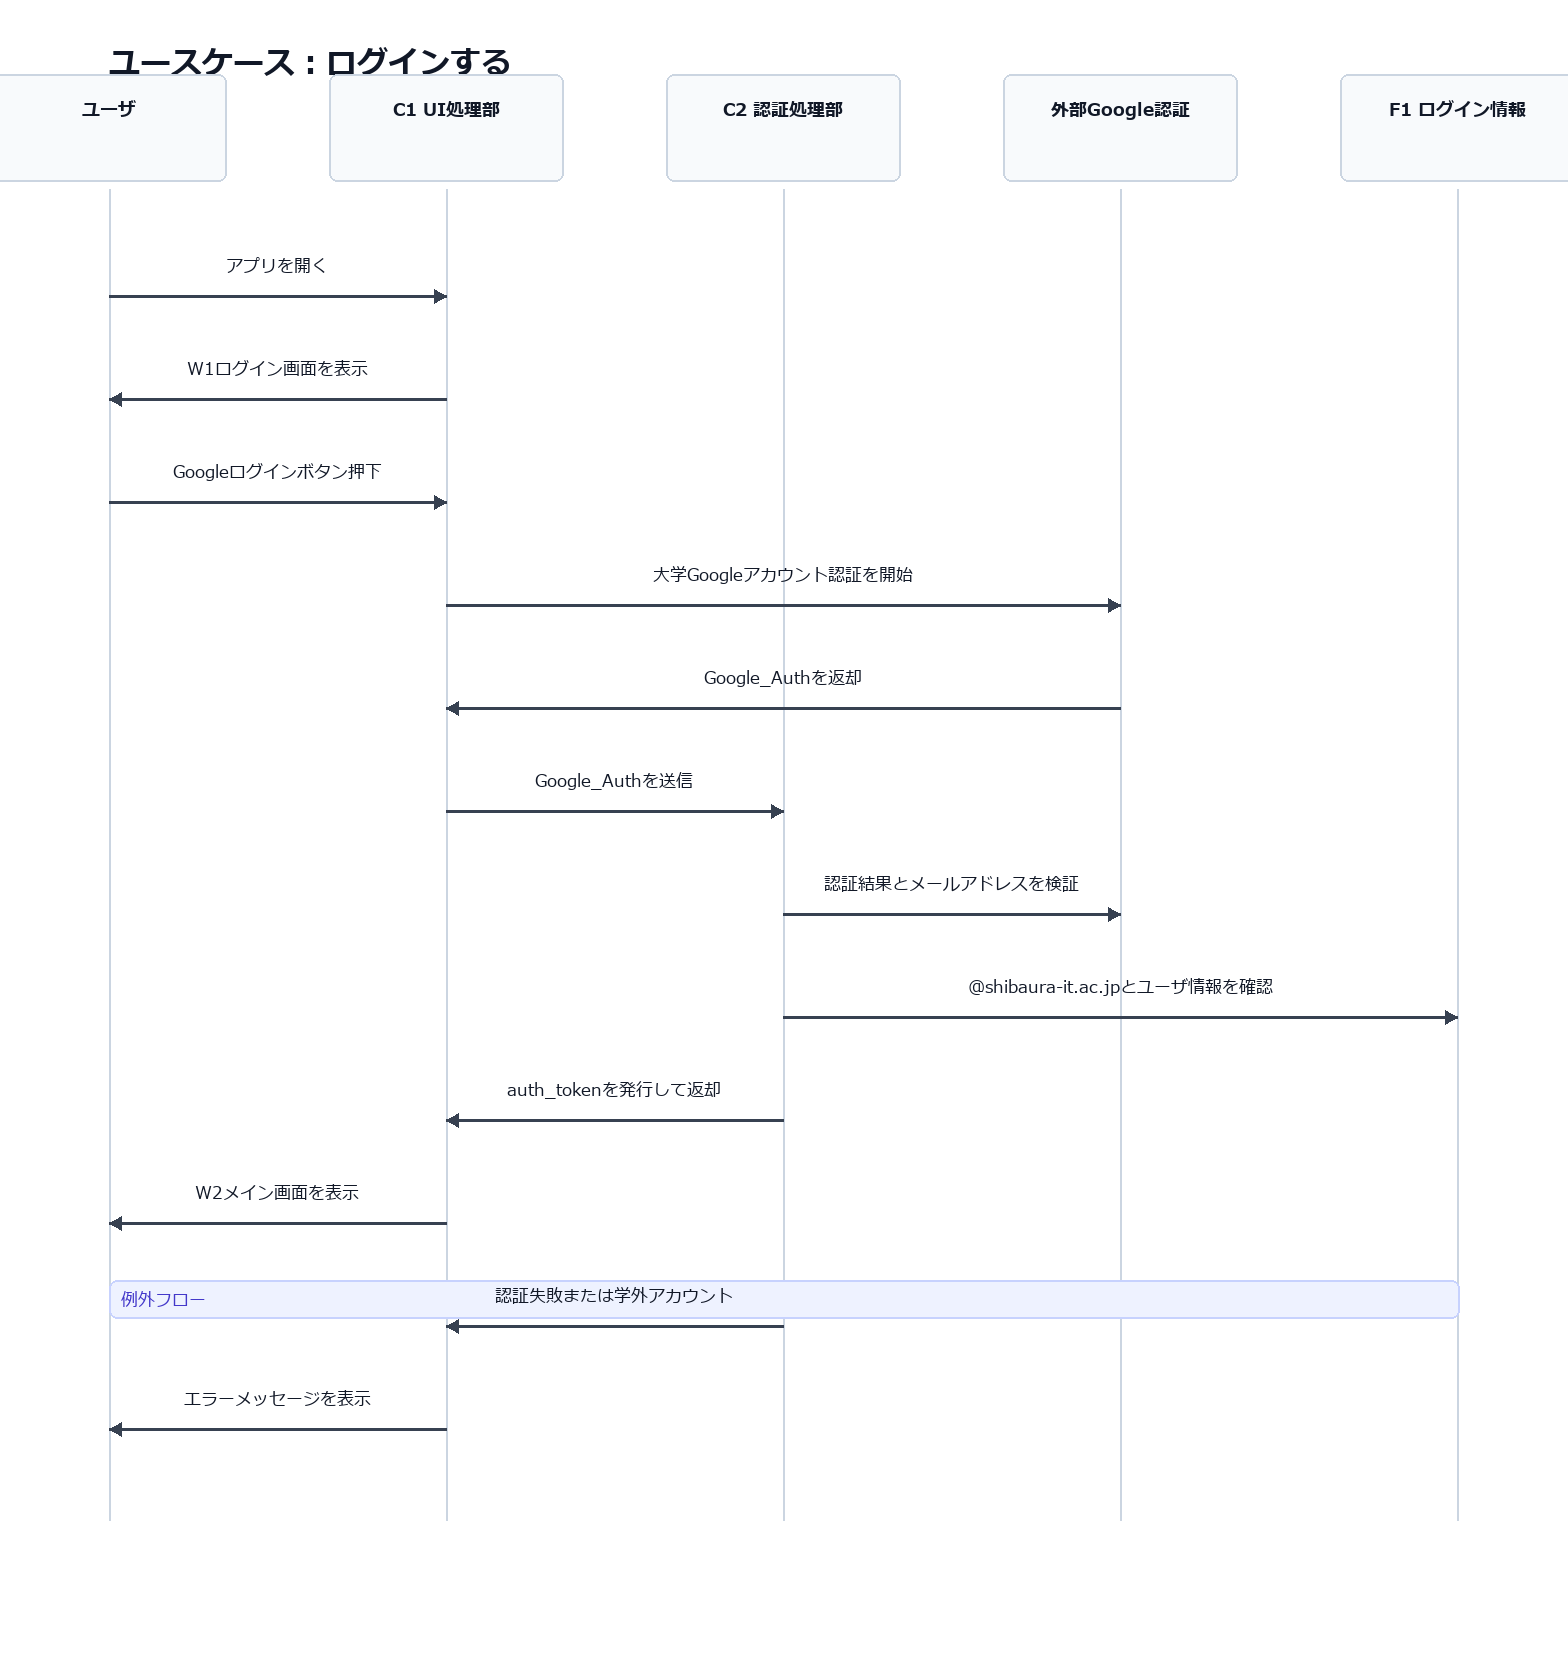 ユースケース：ログインする
ユーザ
C1 UI処理部
C2 認証処理部
外部Google認証
F1 ログイン情報
アプリを開く
W1ログイン画面を表示
Googleログインボタン押下
大学Googleアカウント認証を開始
Google_Authを返却
Google_Authを送信
認証結果とメールアドレスを検証
@shibaura-it.ac.jpとユーザ情報を確認
auth_tokenを発行して返却
W2メイン画面を表示
例外フロー
認証失敗または学外アカウント
エラーメッセージを表示